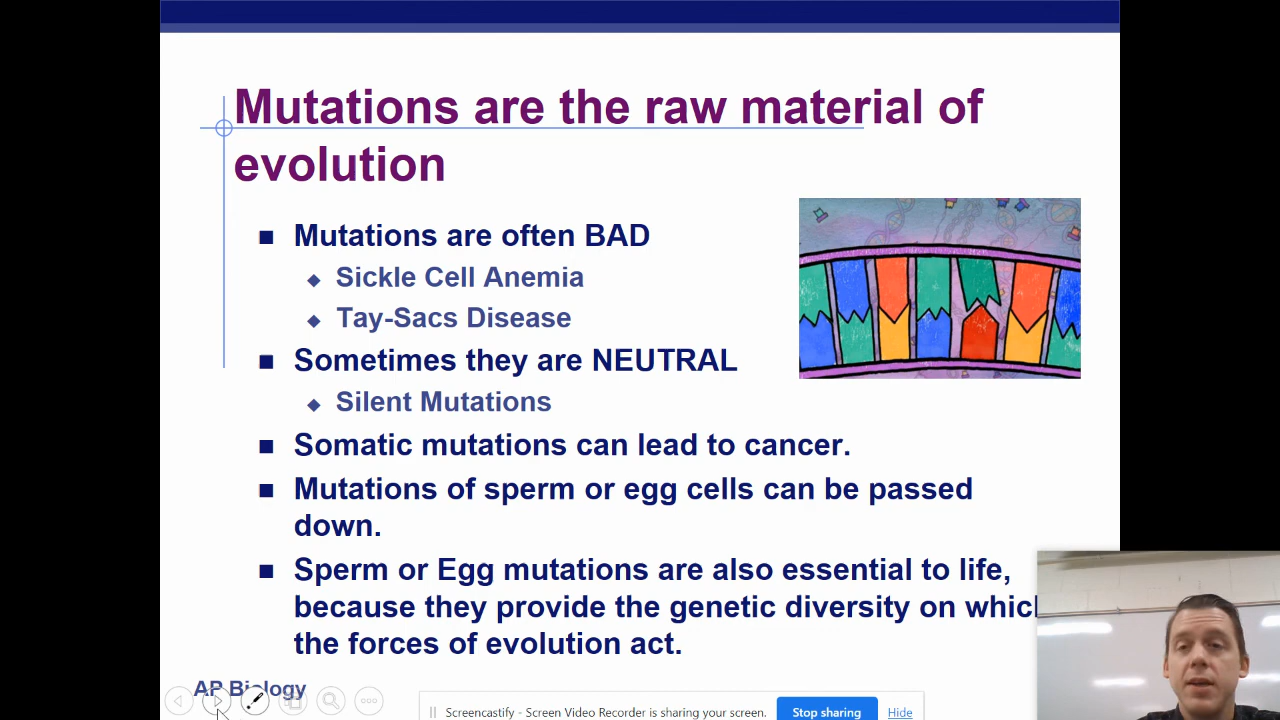 Mutations are the raw material of
evolution
Mutations are often BAD
Sickle Cell Anemia
Tay-Sacs Disease
Sometimes they are NEUTRAL
Silent Mutations
Somatic mutations can lead to cancer.
Mutations of sperm or egg cells can be passed
down.
Sperm or Egg mutations are also essential to life,
because they provide the genetic diversity on which
the forces of evolution act.
AP Biology
Screencastify - Screen Video Recorder is sharing your screen.
Stop sharing
Hide